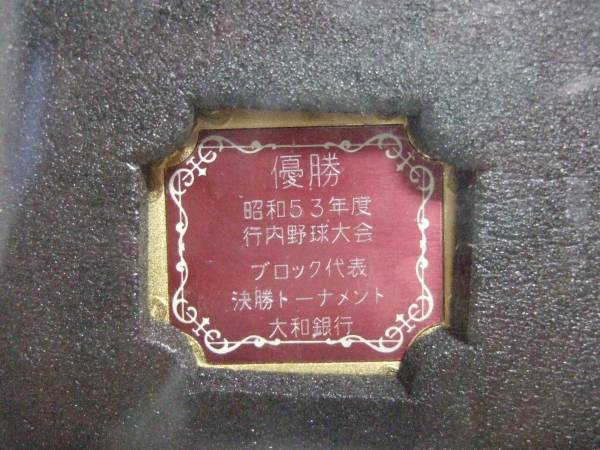 優勝
昭和53年度
行内野球大会
ブロック代表
決勝トーナメント
大和銀行